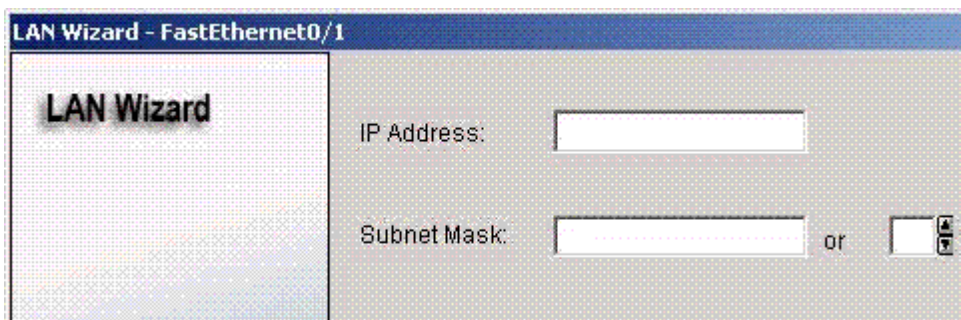 LAN Wizard - FastEthernet0/1
LAN Wizard
IP Address:
Subnet Mask: or